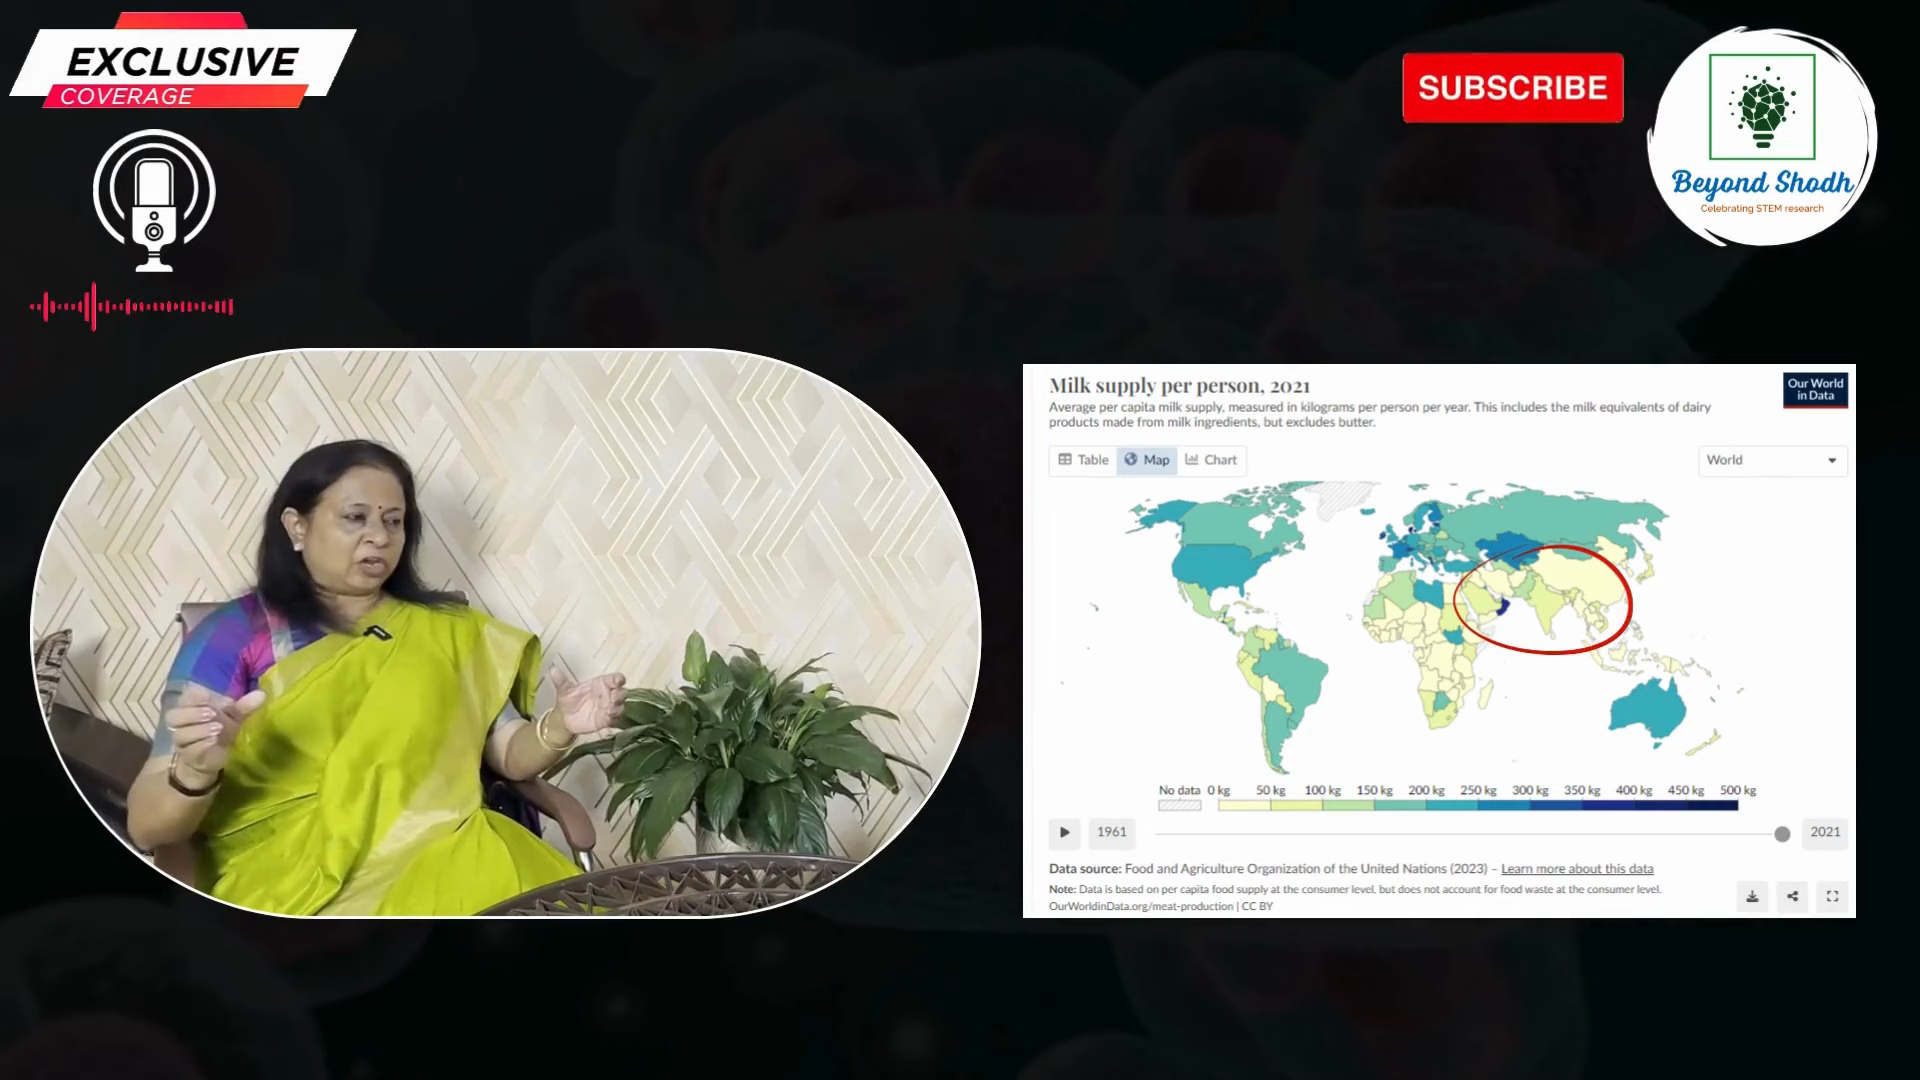 EXCLUSIVE
COVERAGE
SUBSCRIBE
Beyond Shodh
Celebrating STEM research
Milk supply per person, 2021
Our World
in Data
Average per capita milk supply, measured in kilograms per person per year. This includes the milk equivalents of dairy
products made from milk ingredients, but excludes butter.
Table Map Chart World
No data 0 kg 50 kg 100 kg 150 kg 200 kg 250 kg 300 kg 350 kg 400 kg 450 kg 500 kg
1961 2021
Data source: Food and Agriculture Organization of the United Nations (2023) – Learn more about this data
Note: Data is based on per capita food supply at the consumer level, but does not account for food waste at the consumer level.
OurWorldinData.org/meat-production | CC BY